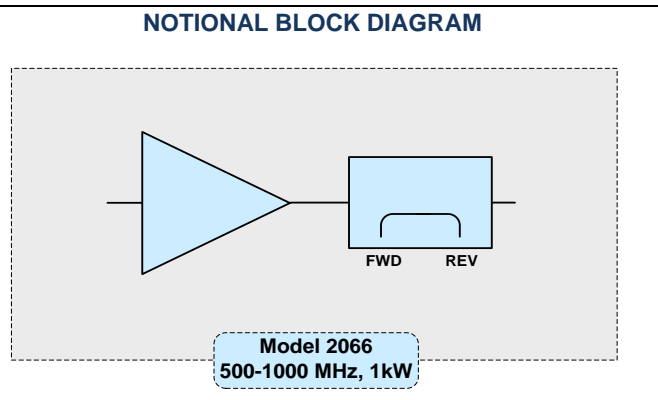 NOTIONAL BLOCK DIAGRAM
FWD REV
Model 2066
500-1000 MHz, 1kW